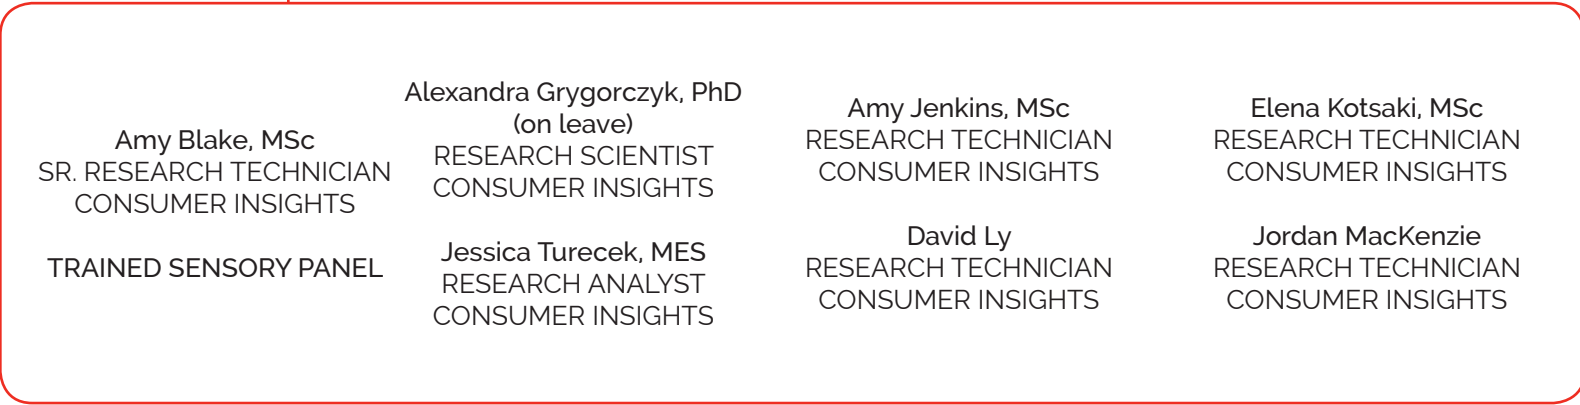 Amy Blake, MSc
SR. RESEARCH TECHNICIAN
CONSUMER INSIGHTS
TRAINED SENSORY PANEL
Alexandra Grygorczyk, PhD
(on leave)
RESEARCH SCIENTIST
CONSUMER INSIGHTS
Jessica Turecek, MES
RESEARCH ANALYST
CONSUMER INSIGHTS
Amy Jenkins, MSc
RESEARCH TECHNICIAN
CONSUMER INSIGHTS
David Ly
RESEARCH TECHNICIAN
CONSUMER INSIGHTS
Elena Kotsaki, MSc
RESEARCH TECHNICIAN
CONSUMER INSIGHTS
Jordan MacKenzie
RESEARCH TECHNICIAN
CONSUMER INSIGHTS